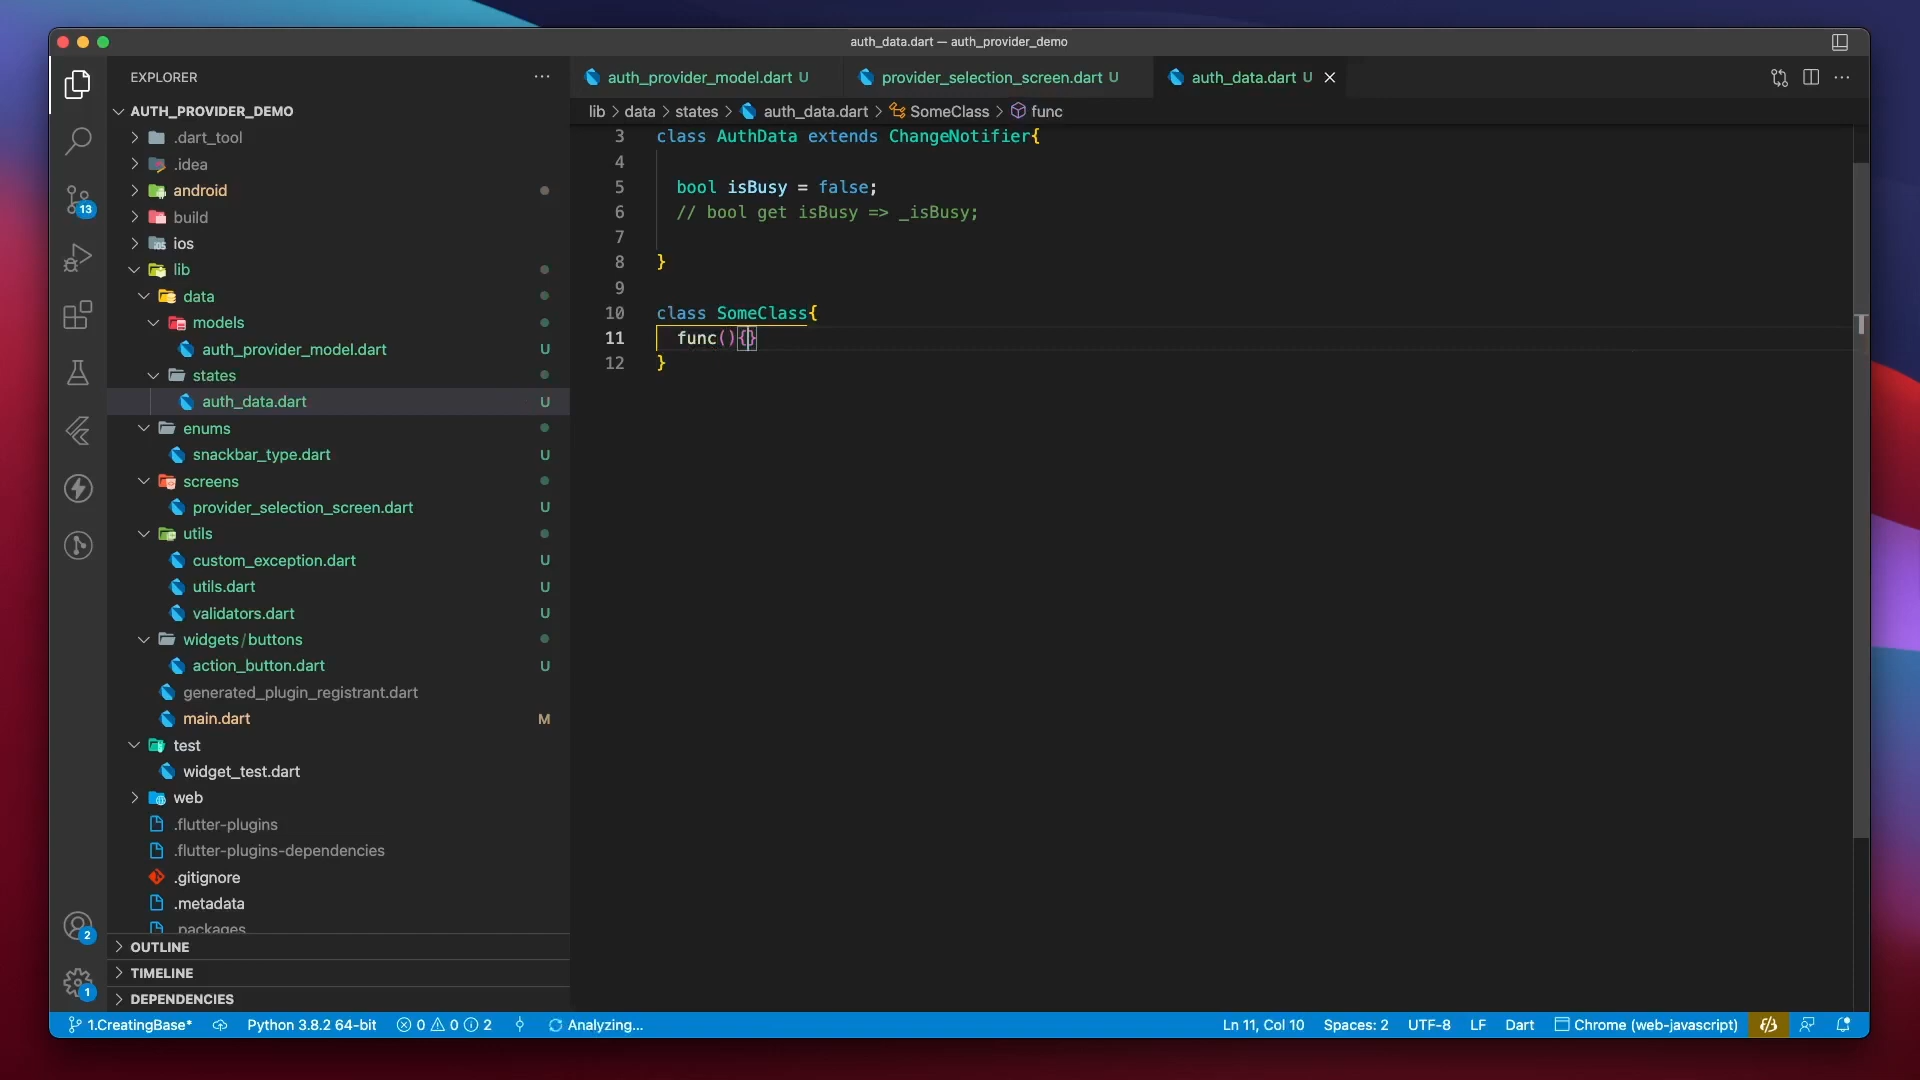 auth_data.dart — auth_provider_demo
EXPLORER
auth_provider_model.dart U
provider_selection_screen.dart U
auth_data.dart U
lib > data > states > auth_data.dart > SomeClass > func
AUTH_PROVIDER_DEMO
.dart_tool
.idea
android
build
ios
lib
data
models
auth_provider_model.dart U
states
auth_data.dart U
enums
snackbar_type.dart U
screens
provider_selection_screen.dart U
utils
custom_exception.dart U
utils.dart U
validators.dart U
widgets/buttons
action_button.dart U
generated_plugin_registrant.dart
main.dart M
test
widget_test.dart
web
.flutter-plugins
.flutter-plugins-dependencies
.gitignore
.metadata
.packages
OUTLINE
TIMELINE
DEPENDENCIES
13
2
1
3 class AuthData extends ChangeNotifier{
4
5 bool isBusy = false;
6 // bool get isBusy => _isBusy;
7
8 }
9
10 class SomeClass{
11 func(){}
12 }
1.CreatingBase* Python 3.8.2 64-bit 0 0 2 Analyzing... Ln 11, Col 10 Spaces: 2 UTF-8 LF Dart Chrome (web-javascript)